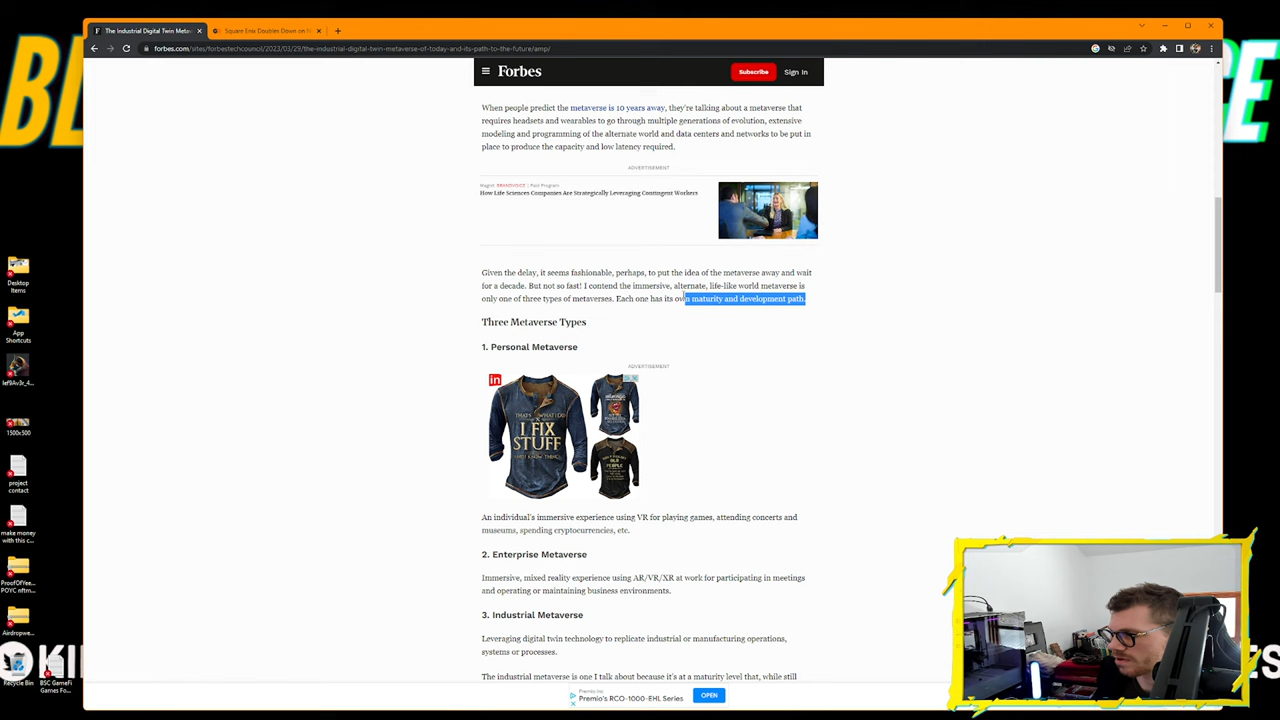 The Industrial Digital Twin Metav
Square Enix Doubles Down on
forbes.com/sites/forbestechcouncil/2023/03/29/the-industrial-digital-twin-metaverse-of-today-and-its-path-to-the-future/amp/
Forbes
Subscribe
Sign In
When people predict the metaverse is 10 years away, they're talking about a metaverse that
requires headsets and wearables to go through multiple generations of evolution, extensive
modeling and programming of the alternate world and data centers and networks to be put in
place to produce the capacity and low latency required.
ADVERTISEMENT
Magnit BRANDVOICE | Paid Program
How Life Sciences Companies Are Strategically Leveraging Contingent Workers
Given the delay, it seems fashionable, perhaps, to put the idea of the metaverse away and wait
for a decade. But not so fast! I contend the immersive, alternate, life-like world metaverse is
only one of three types of metaverses. Each one has its own maturity and development path.
Three Metaverse Types
1. Personal Metaverse
ADVERTISEMENT
in
THAT'S WHAT I DO
I FIX
STUFF
An individual's immersive experience using VR for playing games, attending concerts and
museums, spending cryptocurrencies, etc.
2. Enterprise Metaverse
Immersive, mixed reality experience using AR/VR/XR at work for participating in meetings
and operating or maintaining business environments.
3. Industrial Metaverse
Leveraging digital twin technology to replicate industrial or manufacturing operations,
systems or processes.
The industrial metaverse is one I talk about because it's at a maturity level that, while still
Premio Inc
Premio's RCO-1000-EHL Series
OPEN
Desktop
Items
App
Shortcuts
1500x500
project
contact
make money
with this c...
ProofOfYee...
POYC nftm...
Airdropwe...
Recycle Bin
BSC GameFi
Games Fo...